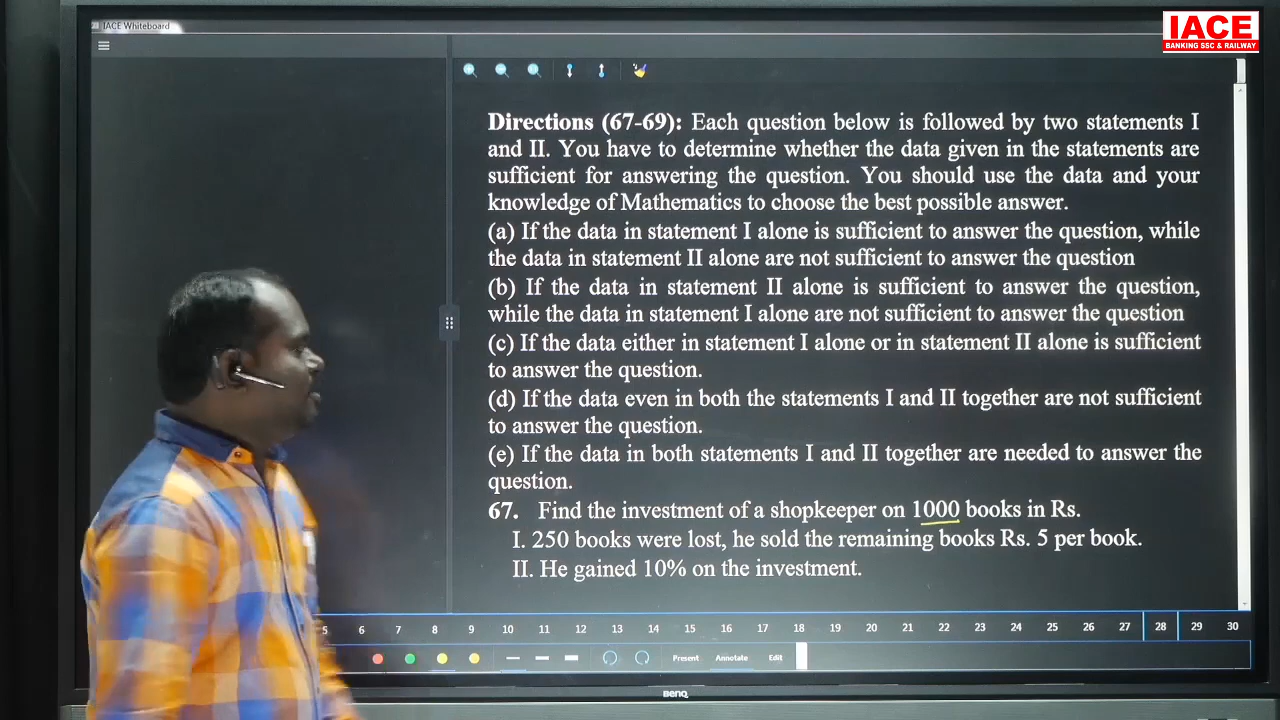 IACE Whiteboard
IACE
BANKING SSC & RAILWAY
Directions (67-69): Each question below is followed by two statements I
and II. You have to determine whether the data given in the statements are
sufficient for answering the question. You should use the data and your
knowledge of Mathematics to choose the best possible answer.
(a) If the data in statement I alone is sufficient to answer the question, while
the data in statement II alone are not sufficient to answer the question
(b) If the data in statement II alone is sufficient to answer the question,
while the data in statement I alone are not sufficient to answer the question
(c) If the data either in statement I alone or in statement II alone is sufficient
to answer the question.
(d) If the data even in both the statements I and II together are not sufficient
to answer the question.
(e) If the data in both statements I and II together are needed to answer the
question.
67. Find the investment of a shopkeeper on 1000 books in Rs.
I. 250 books were lost, he sold the remaining books Rs. 5 per book.
II. He gained 10% on the investment.
5 6 7 8 9 10 11 12 13 14 15 16 17 18 19 20 21 22 23 24 25 26 27 28 29 30
Present Annotate Edit
BenQ